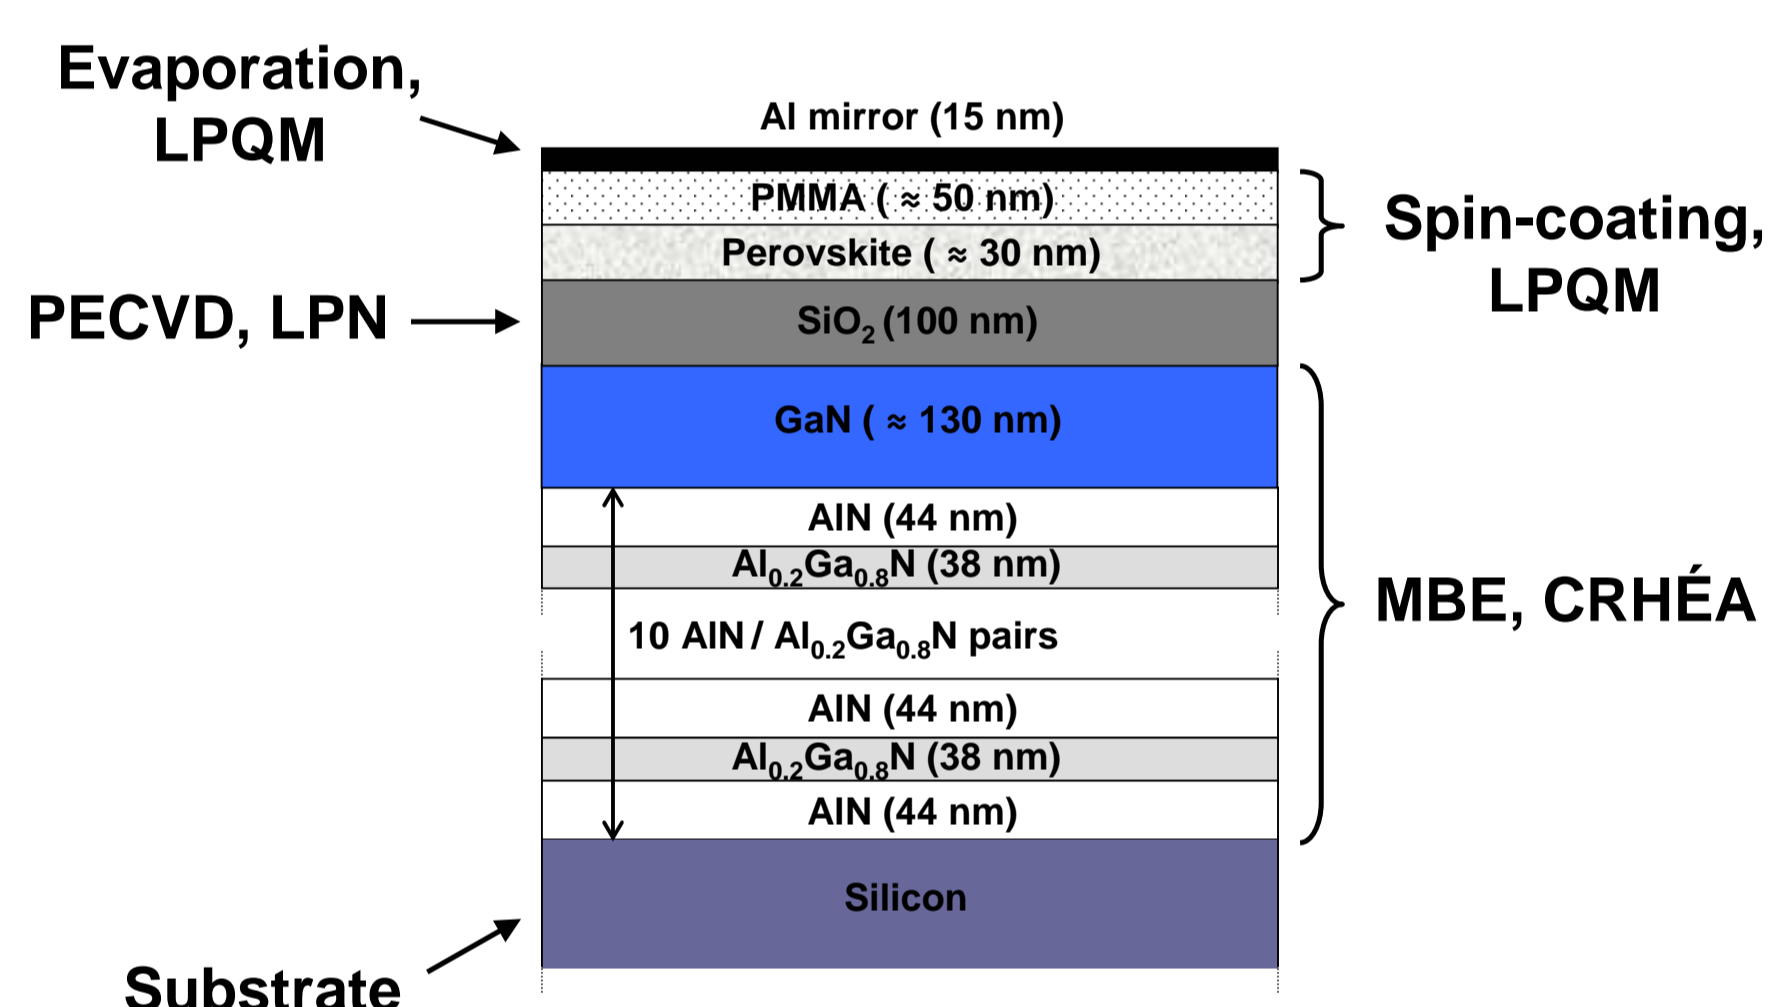 Evaporation,
LPQM
Al mirror (15 nm)
PMMA ( ≈ 50 nm)
Perovskite ( ≈ 30 nm)
Spin-coating,
LPQM
PECVD, LPN
SiO₂ (100 nm)
GaN ( ≈ 130 nm)
AlN (44 nm)
Al₀.₂Ga₀.₈N (38 nm)
10 AlN / Al₀.₂Ga₀.₈N pairs
MBE, CRHÉA
AlN (44 nm)
Al₀.₂Ga₀.₈N (38 nm)
AlN (44 nm)
Silicon
Substrate